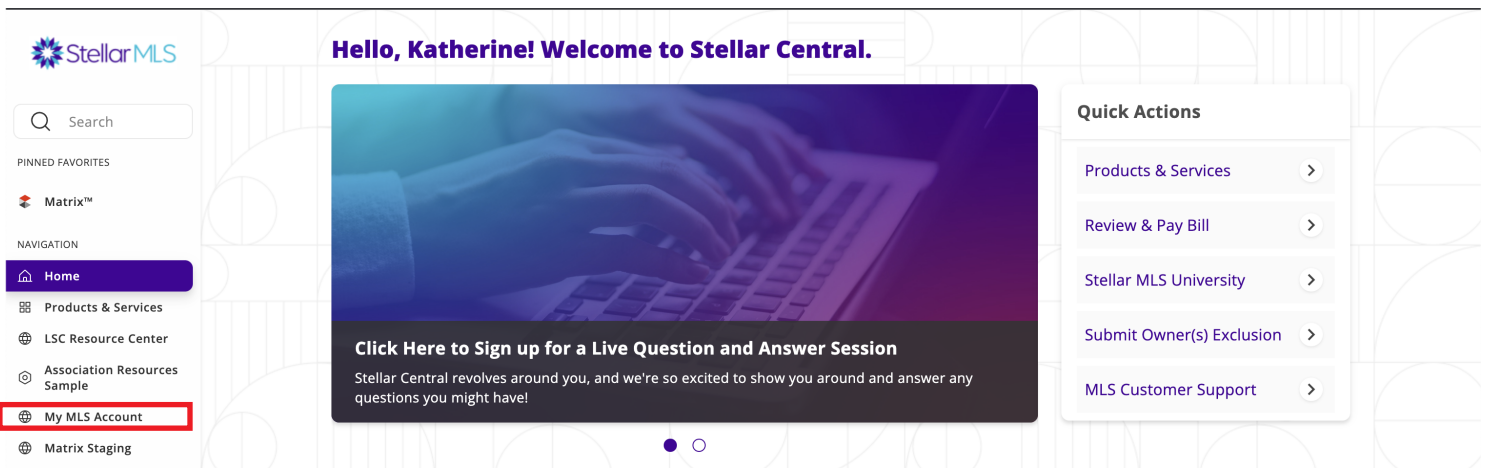 StellarMLS
Search
PINNED FAVORITES
Matrix™
NAVIGATION
Home
Products & Services
LSC Resource Center
Association Resources
Sample
My MLS Account
Matrix Staging
Hello, Katherine! Welcome to Stellar Central.
Click Here to Sign up for a Live Question and Answer Session
Stellar Central revolves around you, and we're so excited to show you around and answer any
questions you might have!
Quick Actions
Products & Services
Review & Pay Bill
Stellar MLS University
Submit Owner(s) Exclusion
MLS Customer Support